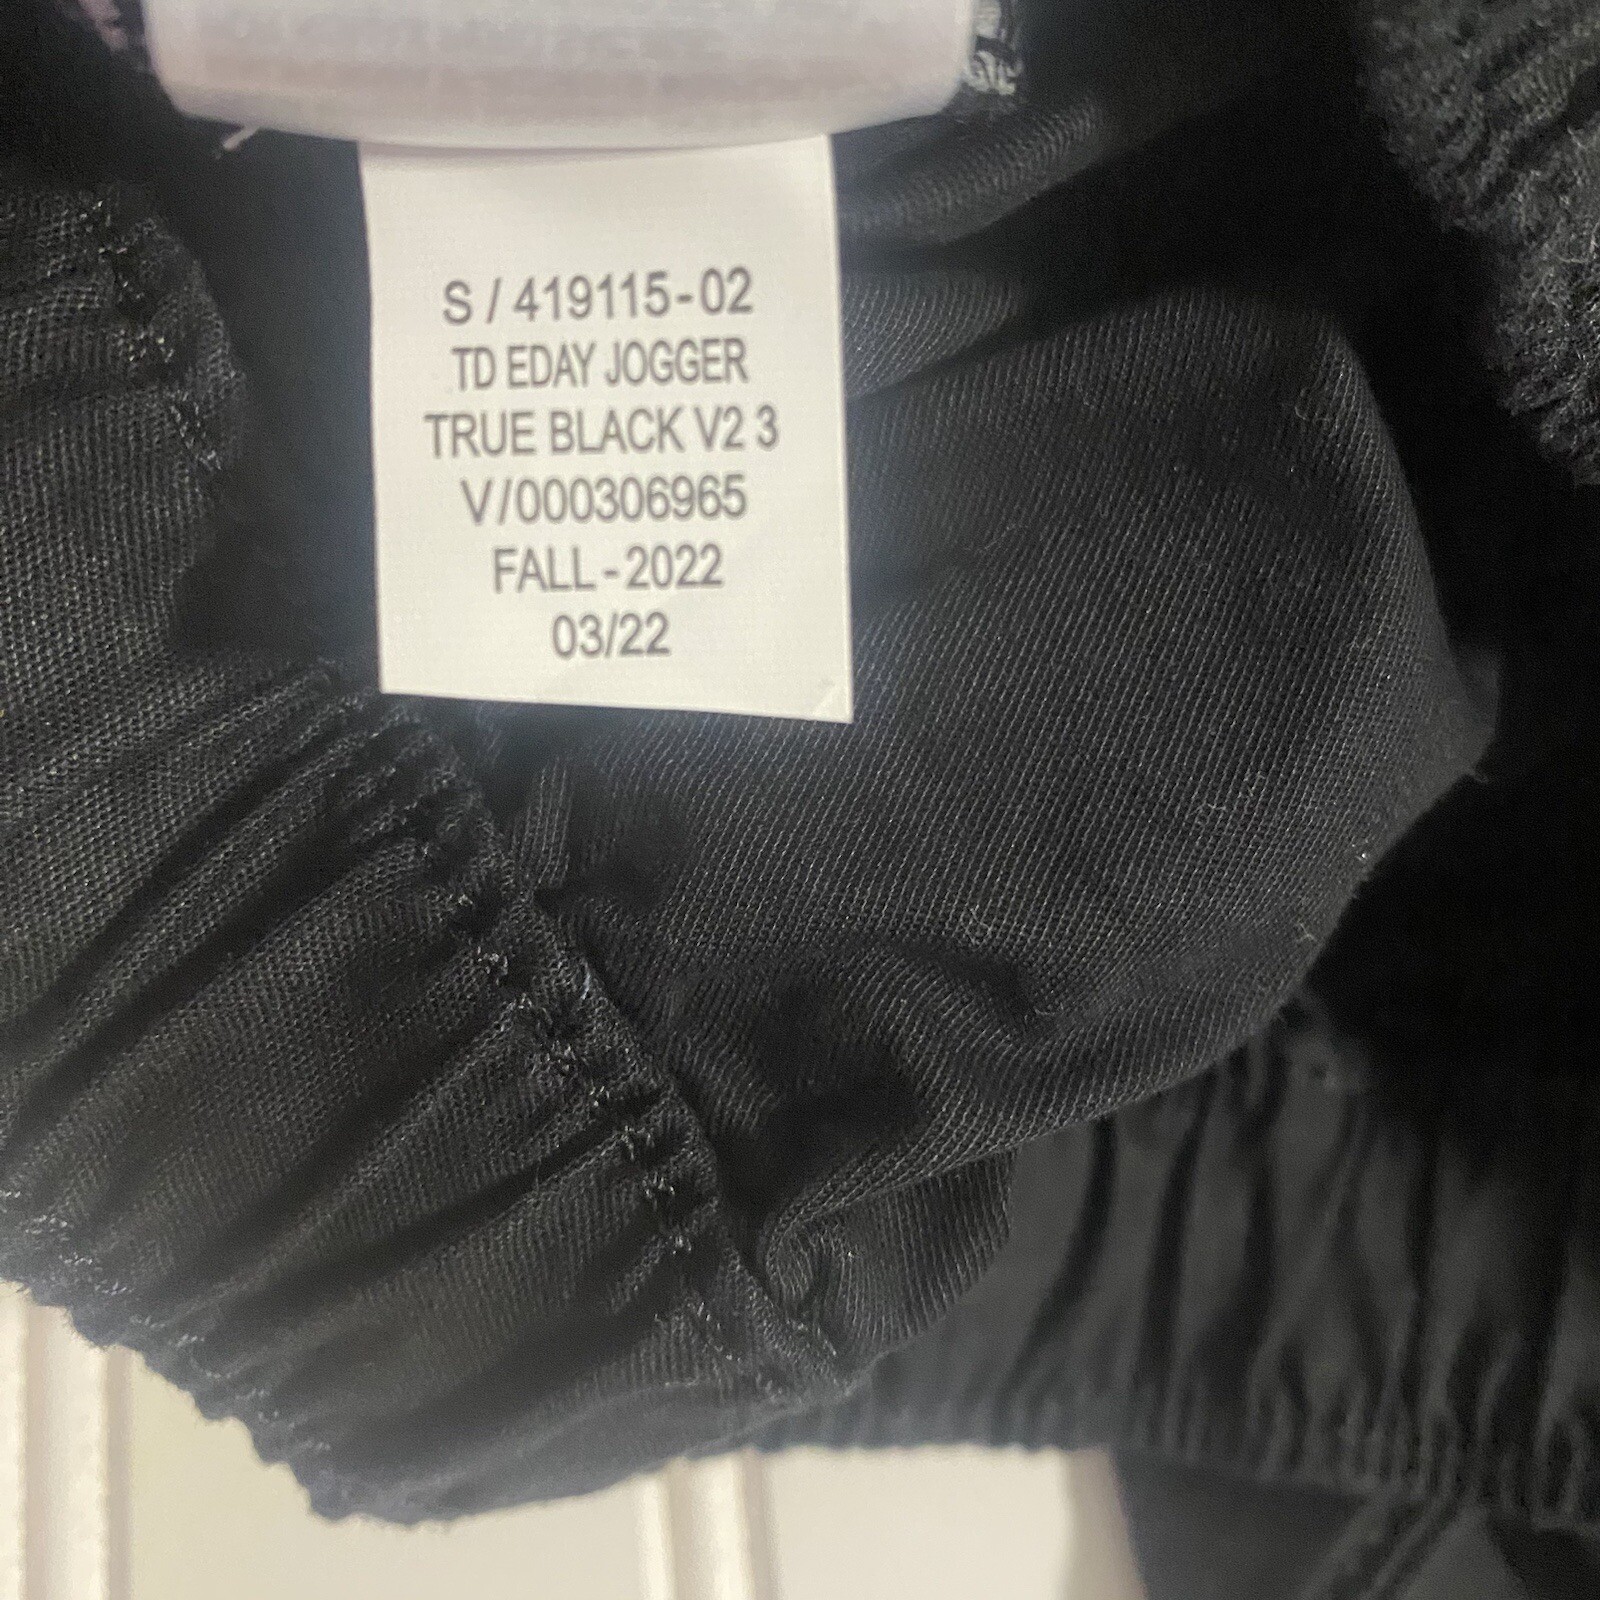 S / 419115-02
TD EDAY JOGGER
TRUE BLACK V2 3
V/000306965
FALL-2022
03/22